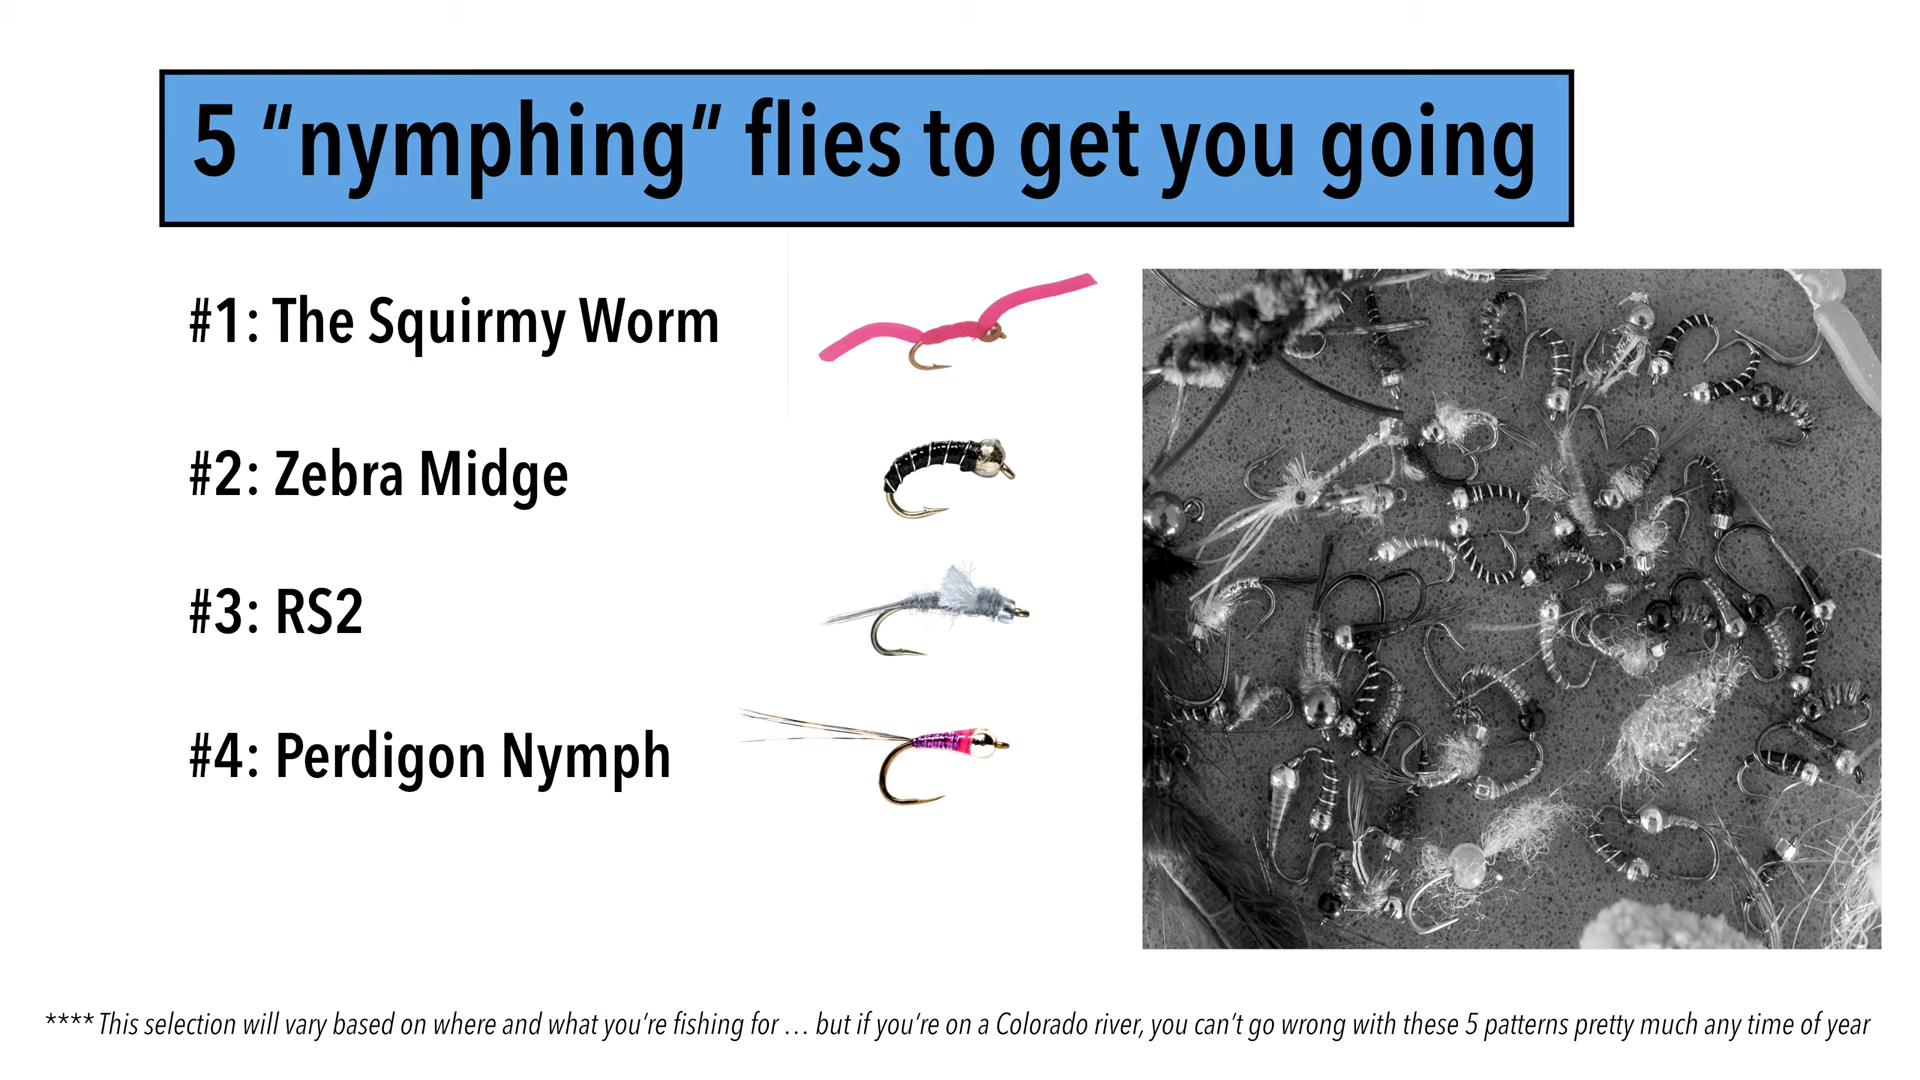 5 “nymphing” flies to get you going
#1: The Squirmy Worm
#2: Zebra Midge
#3: RS2
#4: Perdigon Nymph
**** This selection will vary based on where and what you’re fishing for … but if you’re on a Colorado river, you can’t go wrong with these 5 patterns pretty much any time of year